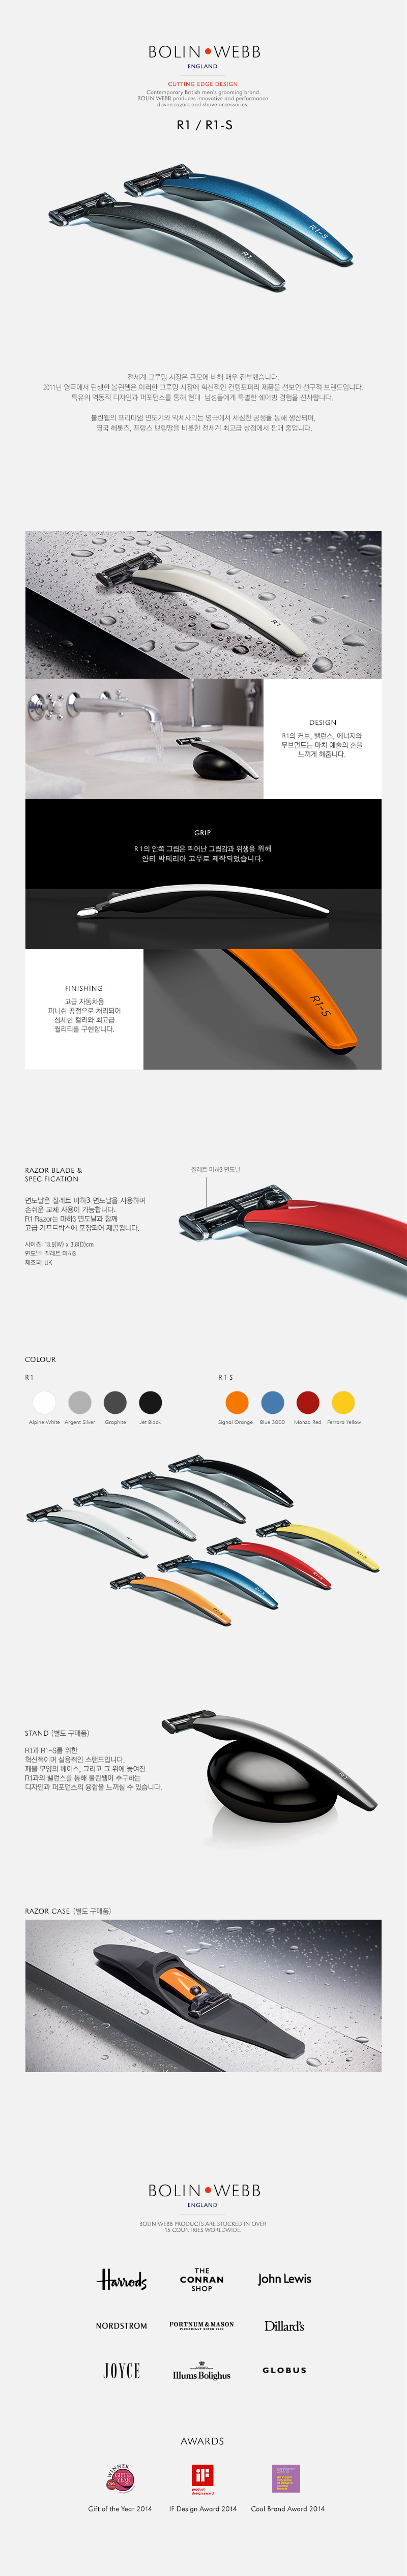 BOLIN WEBB
ENGLAND
CUTTING EDGE DESIGN
Contemporary British men's grooming brand
BOLIN WEBB produces innovative and performance
driven razors and shave accessories.
R1 / R1-S
R1
R1-S
전세계 그루밍 시장은 규모에 비해 매우 진부했습니다.
2011년 영국에서 탄생한 볼린웹은 이러한 그루밍 시장에 혁신적인 컨템포퍼리 제품을 선보인 선구적 브랜드입니다.
특유의 역동적 디자인과 퍼포먼스를 통해 현대 남성들에게 특별한 쉐이빙 경험을 선사합니다.
볼린웹의 프리미엄 면도기와 악세사리는 영국에서 세심한 공정을 통해 생산되며,
영국 해롯즈, 프랑스 쁘렝땅을 비롯한 전세계 최고급 상점에서 판매 중입니다.
R1
DESIGN
R1의 커브, 밸런스, 에너지와
무브먼트는 마치 예술의 혼을
느끼게 해줍니다.
GRIP
R1의 안쪽 그립은 뛰어난 그립감과 위생을 위해
안티 박테리아 고무로 제작되었습니다.
FINISHING
고급 자동차용
피니쉬 공정으로 처리되어
섬세한 컬러와 최고급
퀄리티를 구현합니다.
R1-S
RAZOR BLADE &
SPECIFICATION
질레트 마하3 면도날
면도날은 질레트 마하3 면도날을 사용하며
손쉬운 교체 사용이 가능합니다.
R1 Razor는 마하3 면도날과 함께
고급 기프트박스에 포장되어 제공됩니다.
사이즈: 13.9(W) x 3.8(D)cm
면도날: 질레트 마하3
제조국: UK
COLOUR
R1
R1-S
Alpine White Argent Silver Graphite Jet Black
Signal Orange Blue 3000 Monza Red Ferrara Yellow
STAND (별도 구매품)
R1과 R1-S를 위한
혁신적이며 실용적인 스탠드입니다.
페블 모양의 베이스, 그리고 그 위에 놓여진
R1과의 밸런스를 통해 볼린웹이 추구하는
디자인과 퍼포먼스의 융합을 느끼실 수 있습니다.
R1
RAZOR CASE (별도 구매품)
BOLIN WEBB
ENGLAND
BOLIN WEBB PRODUCTS ARE STOCKED IN OVER
15 COUNTRIES WORLDWIDE.
Harrods
THE
CONRAN
SHOP
John Lewis
NORDSTROM
FORTNUM & MASON
PICCADILLY SINCE 1707
Dillard's
JOYCE
Illums Bolighus
GLOBUS
AWARDS
WINNER
GIFT OF
THE YEAR
iF
product
design award
Gift of the Year 2014
IF Design Award 2014
Cool Brand Award 2014